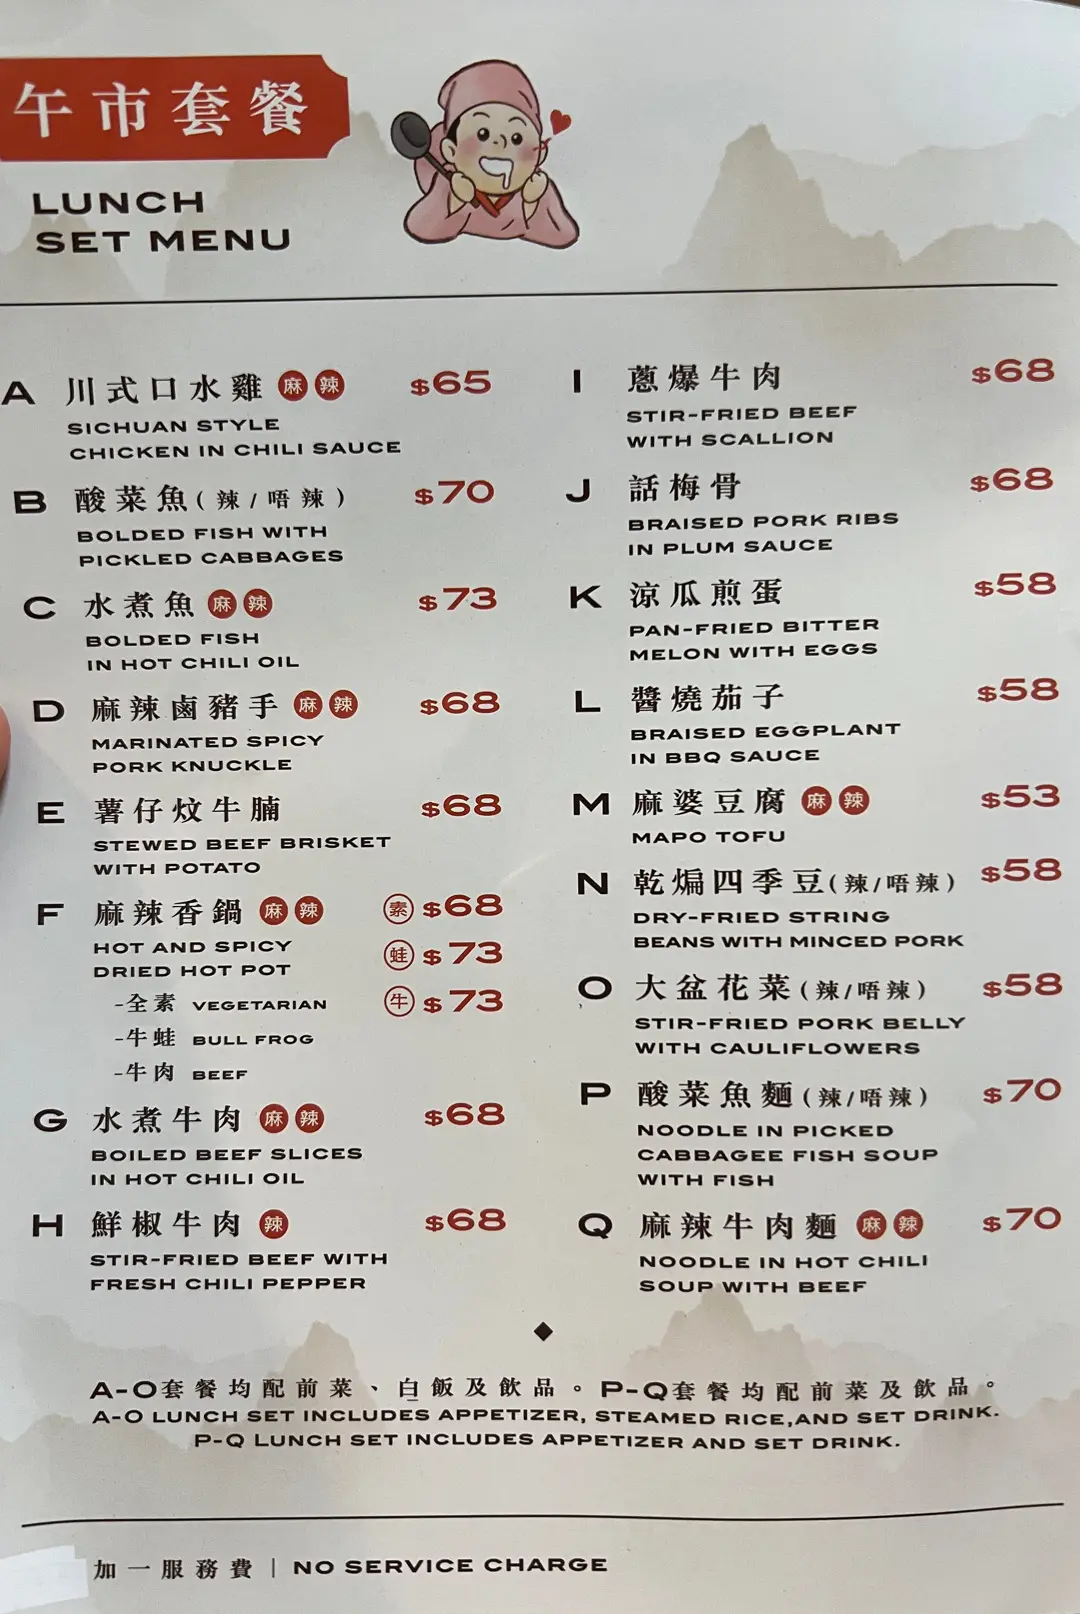 午市套餐
LUNCH
SET MENU
A 川式口水雞 麻 辣 $65
SICHUAN STYLE
CHICKEN IN CHILI SAUCE
B 酸菜魚(辣/唔辣) $70
BOLDED FISH WITH
PICKLED CABBAGES
C 水煮魚 麻 辣 $73
BOLDED FISH
IN HOT CHILI OIL
D 麻辣鹵豬手 麻 辣 $68
MARINATED SPICY
PORK KNUCKLE
E 薯仔炆牛腩 $68
STEWED BEEF BRISKET
WITH POTATO
F 麻辣香鍋 麻 辣 素 $68
HOT AND SPICY 蛙 $73
DRIED HOT POT
-全素 VEGETARIAN 牛 $73
-牛蛙 BULL FROG
-牛肉 BEEF
G 水煮牛肉 麻 辣 $68
BOILED BEEF SLICES
IN HOT CHILI OIL
H 鮮椒牛肉 辣 $68
STIR-FRIED BEEF WITH
FRESH CHILI PEPPER
I 蔥爆牛肉 $68
STIR-FRIED BEEF
WITH SCALLION
J 話梅骨 $68
BRAISED PORK RIBS
IN PLUM SAUCE
K 涼瓜煎蛋 $58
PAN-FRIED BITTER
MELON WITH EGGS
L 醬燒茄子 $58
BRAISED EGGPLANT
IN BBQ SAUCE
M 麻婆豆腐 麻 辣 $53
MAPO TOFU
N 乾煸四季豆(辣/唔辣) $58
DRY-FRIED STRING
BEANS WITH MINCED PORK
O 大盆花菜(辣/唔辣) $58
STIR-FRIED PORK BELLY
WITH CAULIFLOWERS
P 酸菜魚麵(辣/唔辣) $70
NOODLE IN PICKED
CABBAGEE FISH SOUP
WITH FISH
Q 麻辣牛肉麵 麻 辣 $70
NOODLE IN HOT CHILI
SOUP WITH BEEF
A-O套餐均配前菜、白飯及飲品。P-Q套餐均配前菜及飲品。
A-O LUNCH SET INCLUDES APPETIZER, STEAMED RICE,AND SET DRINK.
P-Q LUNCH SET INCLUDES APPETIZER AND SET DRINK.
加一服務費 | NO SERVICE CHARGE